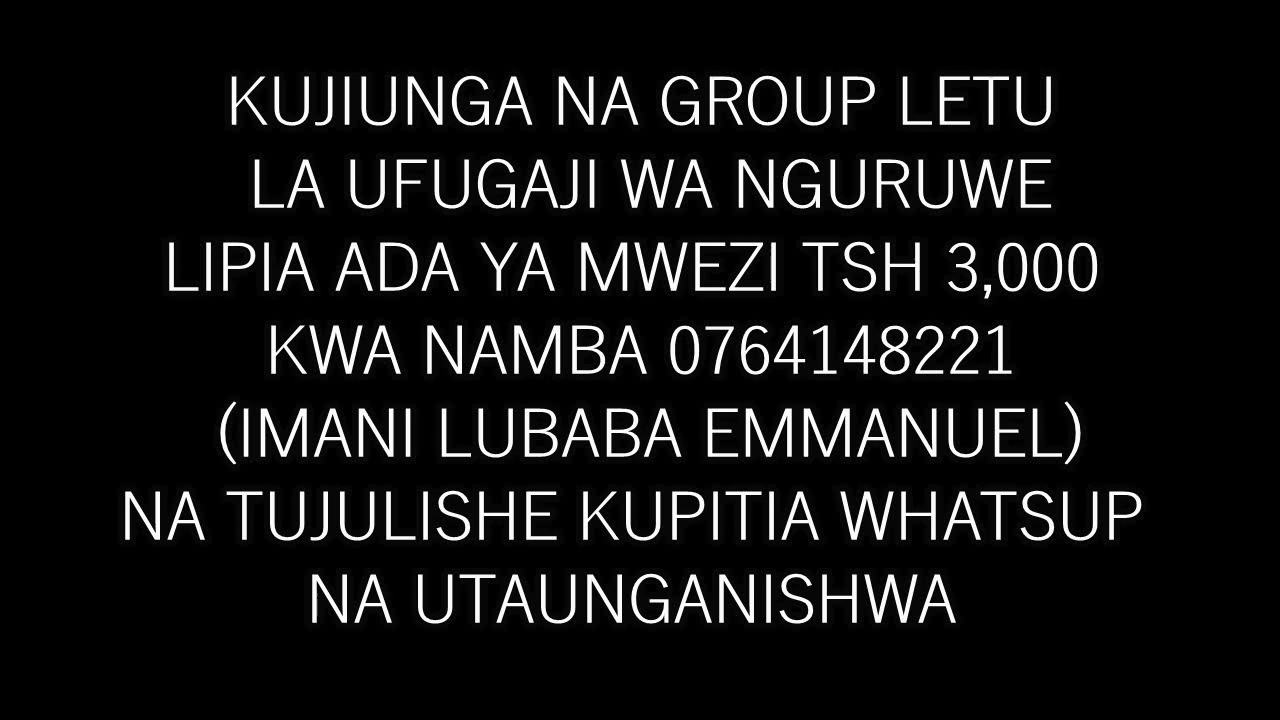 KUJIUNGA NA GROUP LETU
LA UFUGAJI WA NGURUWE
LIPIA ADA YA MWEZI TSH 3,000
KWA NAMBA 0764148221
(IMANI LUBABA EMMANUEL)
NA TUJULISHE KUPITIA WHATSUP
NA UTAUNGANISHWA